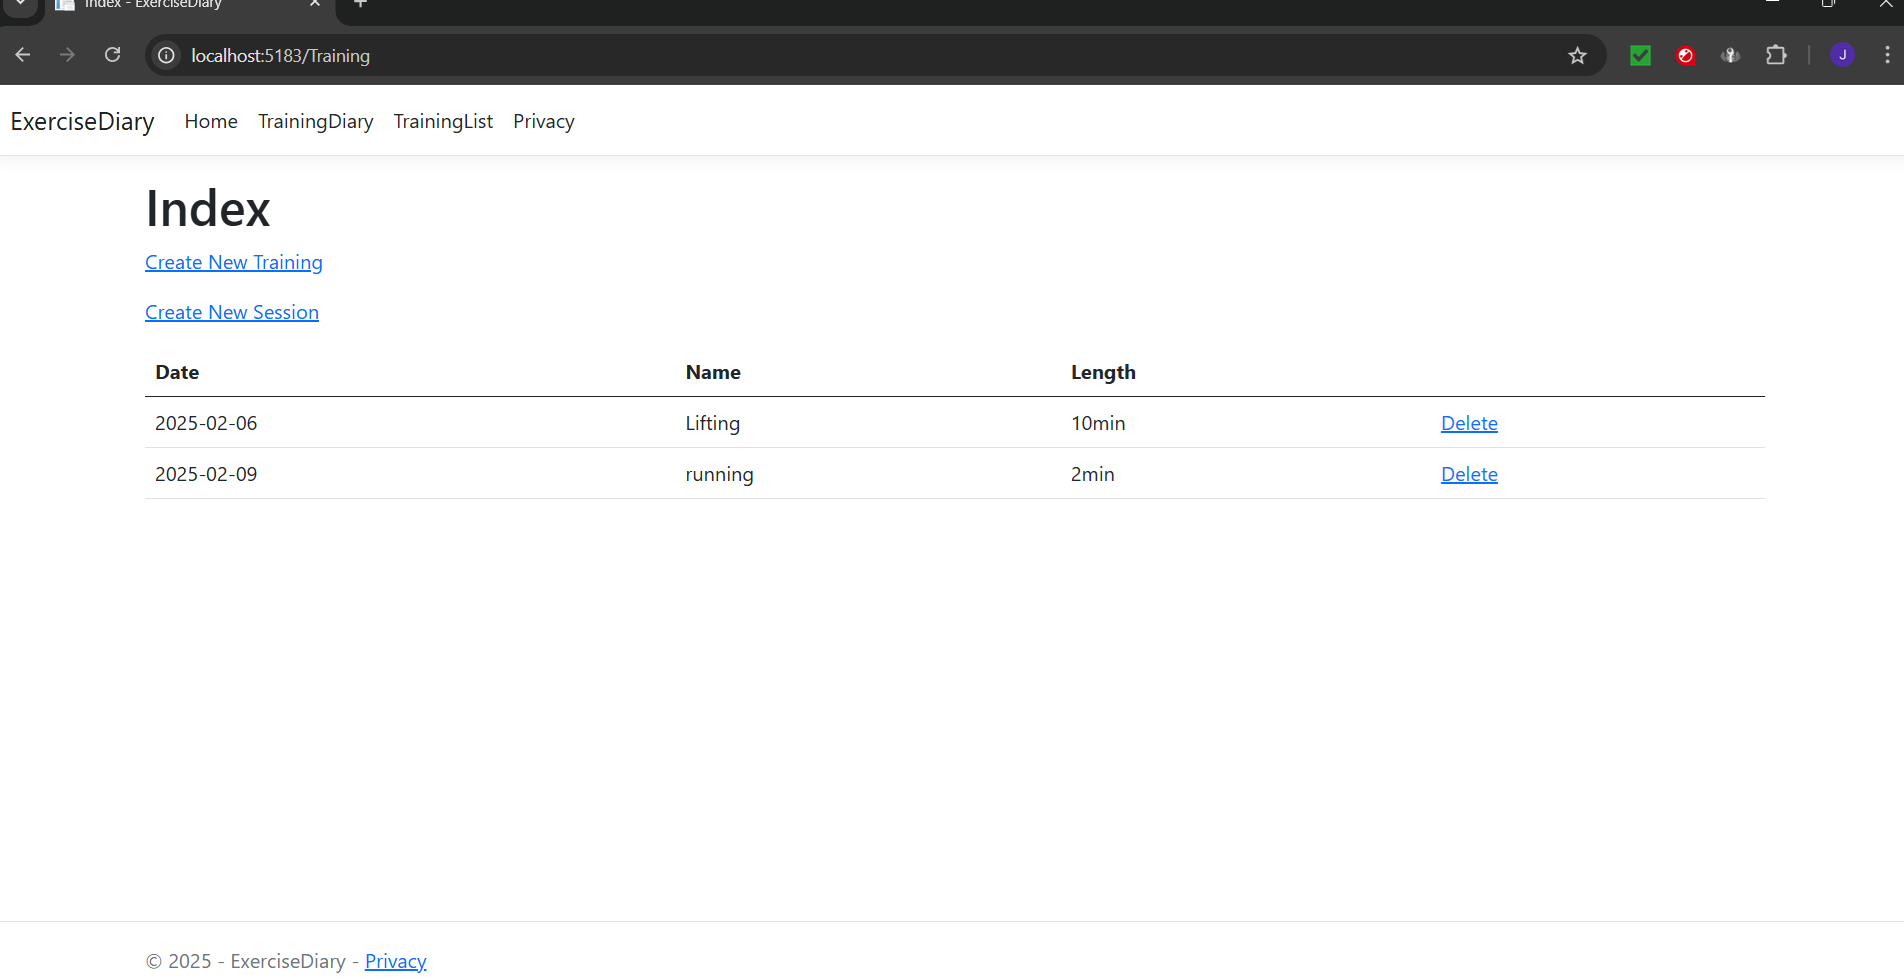 Index - ExerciseDiary
localhost:5183/Training
J
ExerciseDiary Home TrainingDiary TrainingList Privacy
Index
Create New Training
Create New Session
Date Name Length
2025-02-06 Lifting 10min Delete
2025-02-09 running 2min Delete
© 2025 - ExerciseDiary - Privacy